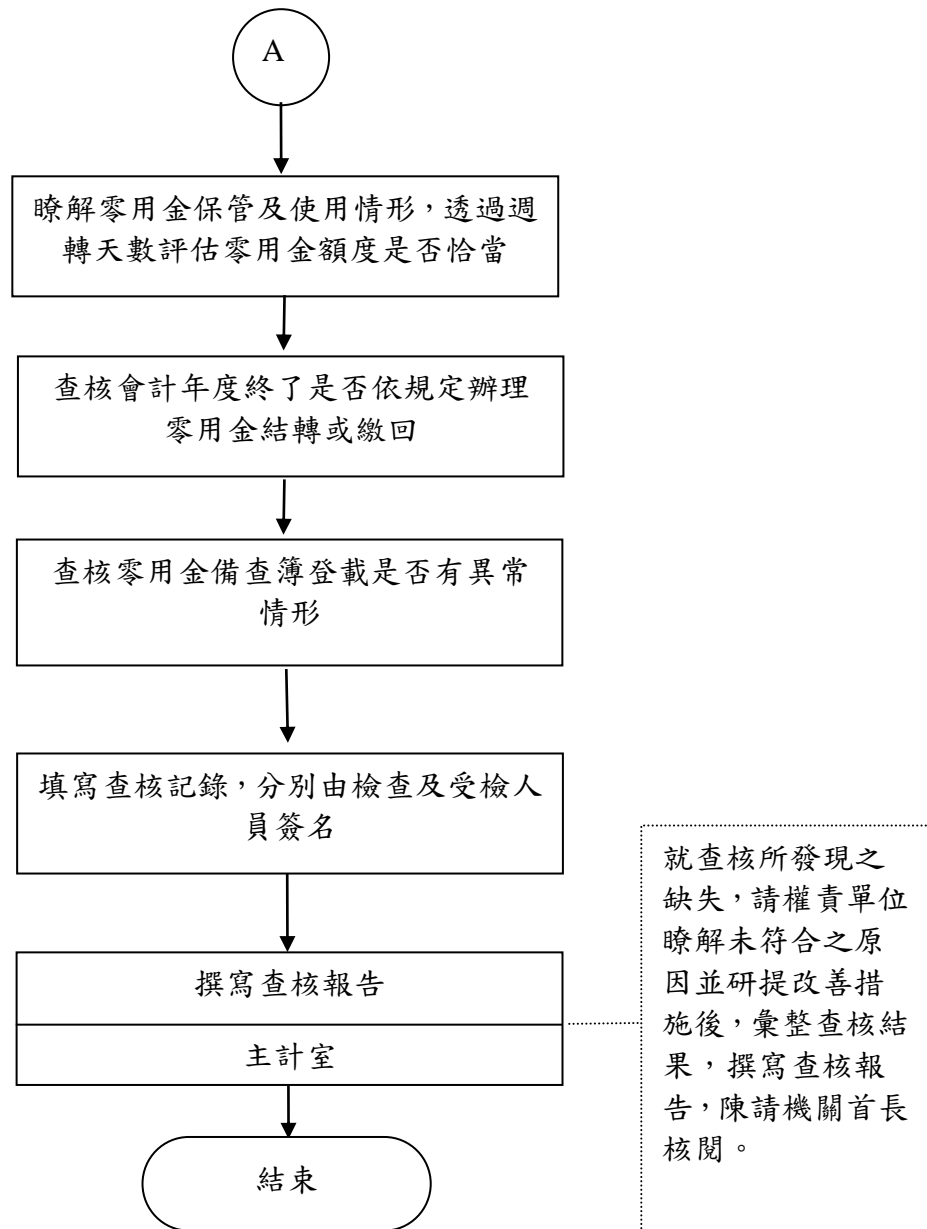 A
瞭解零用金保管及使用情形，透過週
轉天數評估零用金額度是否恰當
查核會計年度終了是否依規定辦理
零用金結轉或繳回
查核零用金備查簿登載是否有異常
情形
填寫查核記錄，分別由檢查及受檢人
員簽名
撰寫查核報告
主計室
就查核所發現之
缺失，請權責單位
瞭解未符合之原
因並研提改善措
施後，彙整查核結
果，撰寫查核報
告，陳請機關首長
核閱。
結束